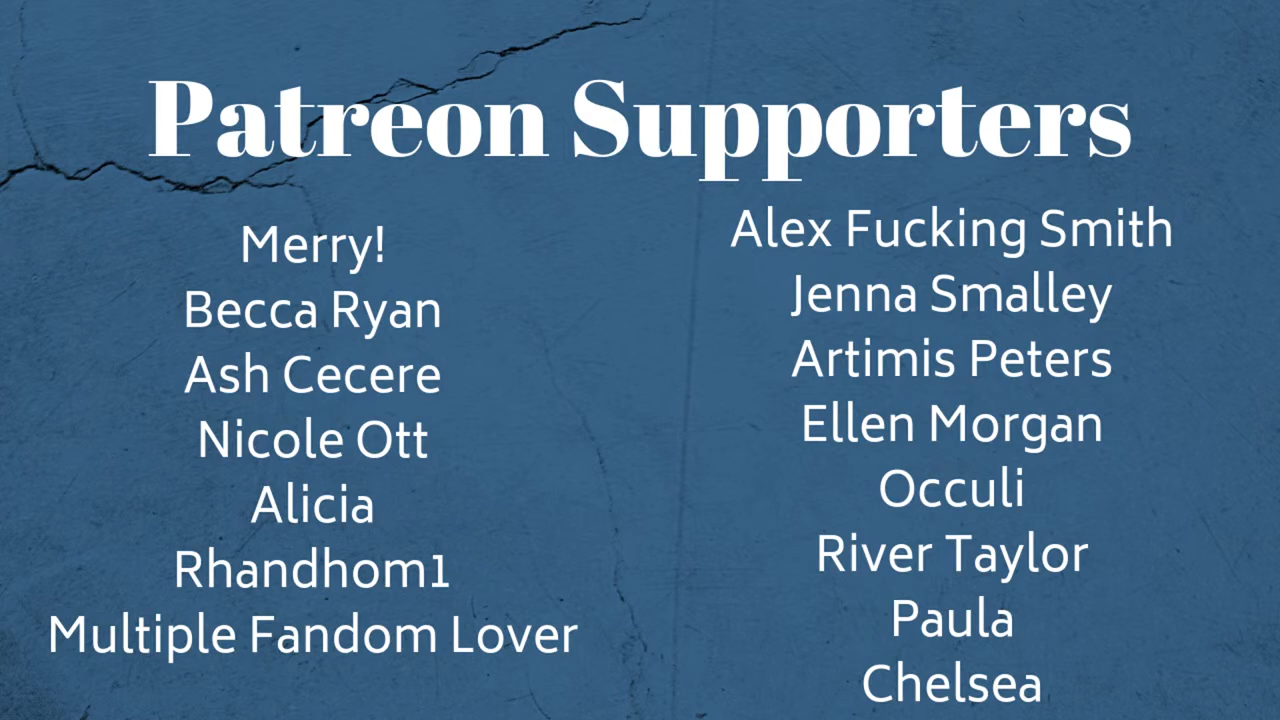 Patreon Supporters
Merry!
Becca Ryan
Ash Cecere
Nicole Ott
Alicia
Rhandhom1
Multiple Fandom Lover
Alex Fucking Smith
Jenna Smalley
Artimis Peters
Ellen Morgan
Occuli
River Taylor
Paula
Chelsea